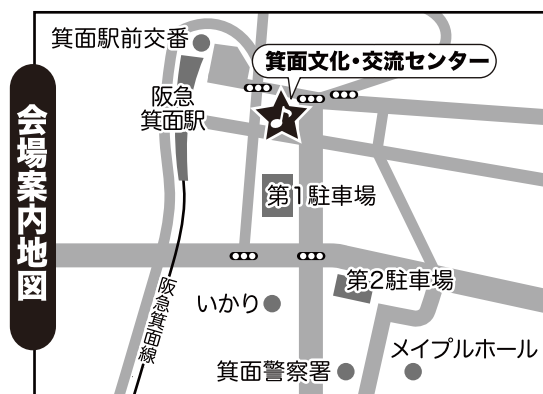 会場案内地図
箕面駅前交番
箕面文化・交流センター
阪急
箕面駅
第1駐車場
第2駐車場
いかり
阪急箕面線
メイプルホール
箕面警察署